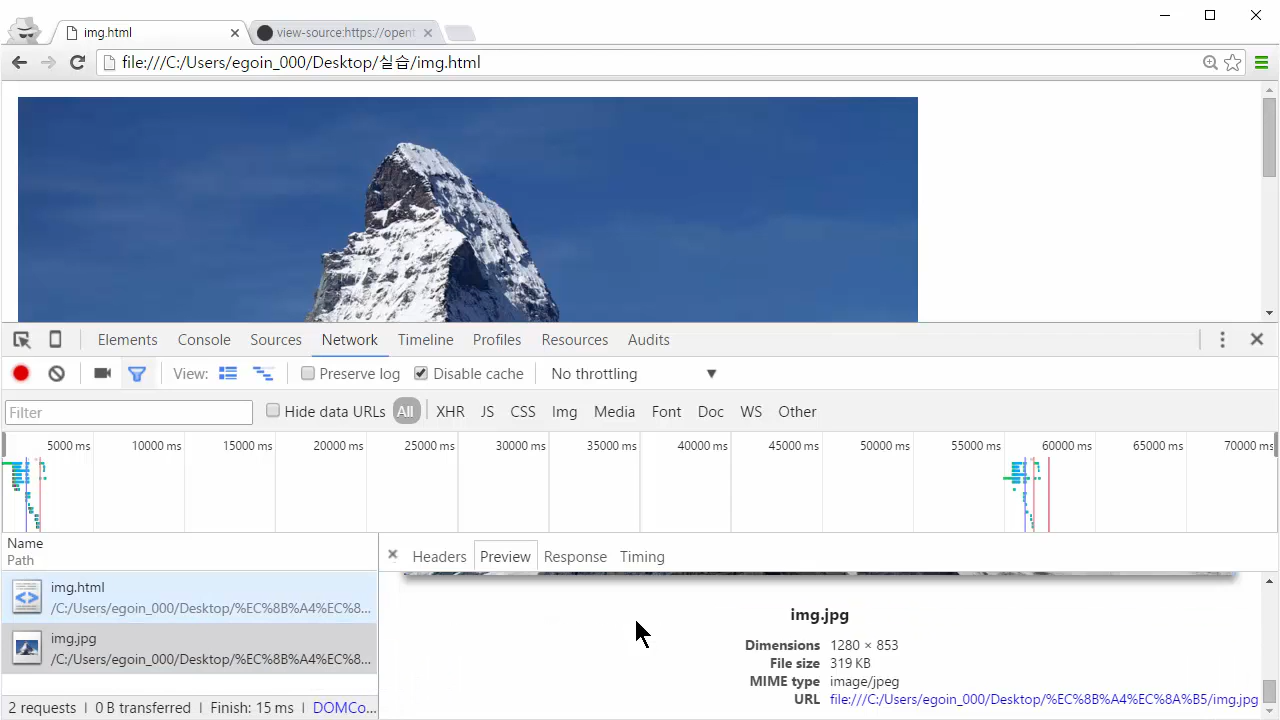 img.html
view-source:https://opent
file:///C:/Users/egoin_000/Desktop/실습/img.html
Elements Console Sources Network Timeline Profiles Resources Audits
View: Preserve log Disable cache No throttling
Filter Hide data URLs All XHR JS CSS Img Media Font Doc WS Other
5000 ms 10000 ms 15000 ms 20000 ms 25000 ms 30000 ms 35000 ms 40000 ms 45000 ms 50000 ms 55000 ms 60000 ms 65000 ms 70000 ms
Name
Path
img.html
/C:/Users/egoin_000/Desktop/%EC%8B%A4%EC%8...
img.jpg
/C:/Users/egoin_000/Desktop/%EC%8B%A4%EC%8...
2 requests | 0 B transferred | Finish: 15 ms | DOMCo...
Headers Preview Response Timing
img.jpg
Dimensions 1280 × 853
File size 319 KB
MIME type image/jpeg
URL file:///C:/Users/egoin_000/Desktop/%EC%8B%A4%EC%8A%B5/img.jpg